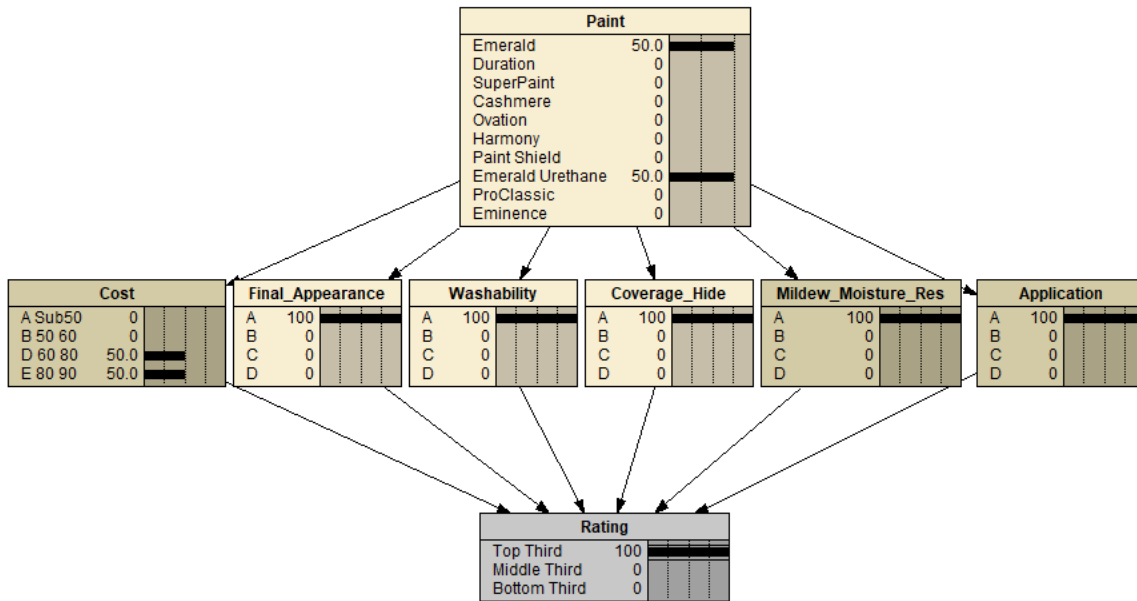 Paint
Emerald 50.0
Duration 0
SuperPaint 0
Cashmere 0
Ovation 0
Harmony 0
Paint Shield 0
Emerald Urethane 50.0
ProClassic 0
Eminence 0
Cost
A Sub50 0
B 50 60 0
D 60 80 50.0
E 80 90 50.0
Final_Appearance
A 100
B 0
C 0
D 0
Washability
A 100
B 0
C 0
D 0
Coverage_Hide
A 100
B 0
C 0
D 0
Mildew_Moisture_Res
A 100
B 0
C 0
D 0
Application
A 100
B 0
C 0
D 0
Rating
Top Third 100
Middle Third 0
Bottom Third 0